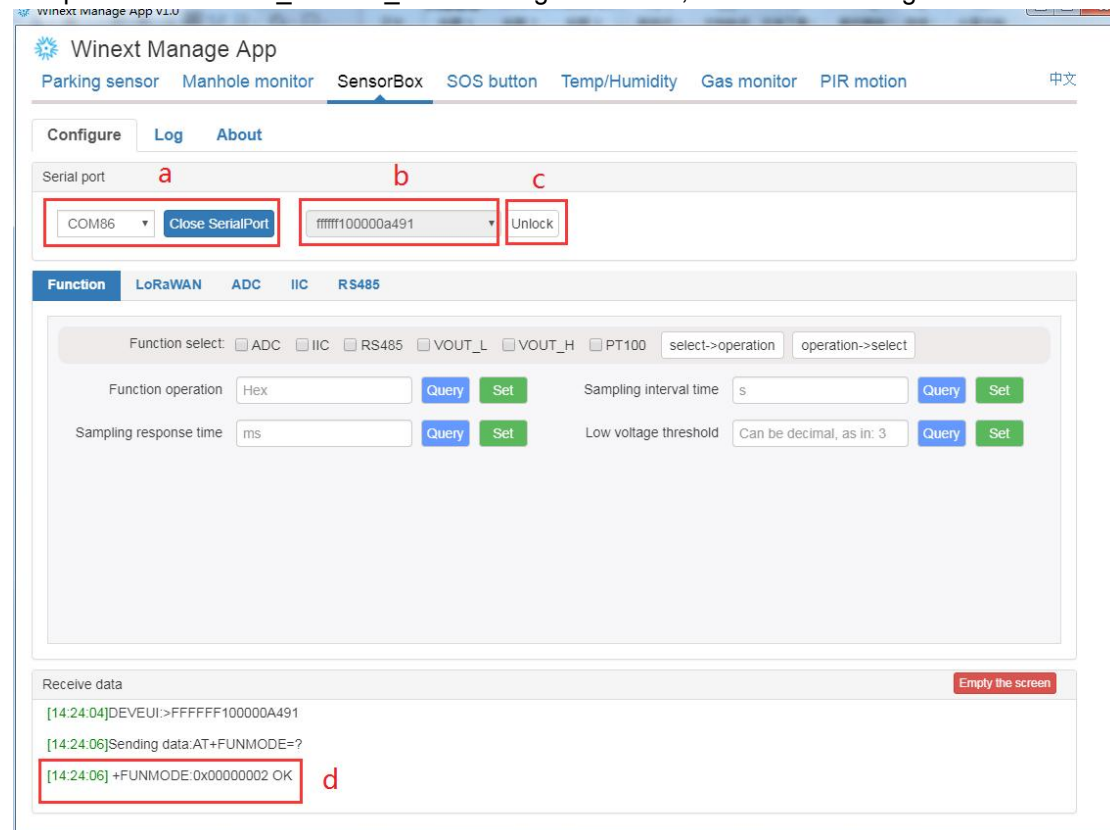 Winext Manage App v1.0
Winext Manage App
Parking sensor Manhole monitor SensorBox SOS button Temp/Humidity Gas monitor PIR motion 中文
Configure Log About
Serial port a b c
COM86 Close SerialPort ffffff100000a491 Unlock
Function LoRaWAN ADC IIC RS485
Function select: ADC IIC RS485 VOUT_L VOUT_H PT100 select->operation operation->select
Function operation Hex Query Set Sampling interval time s Query Set
Sampling response time ms Query Set Low voltage threshold Can be decimal, as in: 3 Query Set
Receive data Empty the screen
[14:24:04]DEVEUI:>FFFFFF100000A491
[14:24:06]Sending data:AT+FUNMODE=?
[14:24:06] +FUNMODE:0x00000002 OK d